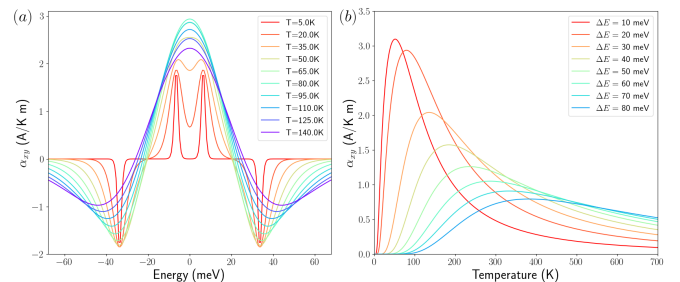 (a)
3
2
1
0
−1
−2
α_xy (A/K m)
−60 −40 −20 0 20 40 60
Energy (meV)
T=5.0K
T=20.0K
T=35.0K
T=50.0K
T=65.0K
T=80.0K
T=95.0K
T=110.0K
T=125.0K
T=140.0K
(b)
3.5
3.0
2.5
2.0
1.5
1.0
0.5
0.0
α_xy (A/K m)
0 100 200 300 400 500 600 700
Temperature (K)
ΔE = 10 meV
ΔE = 20 meV
ΔE = 30 meV
ΔE = 40 meV
ΔE = 50 meV
ΔE = 60 meV
ΔE = 70 meV
ΔE = 80 meV